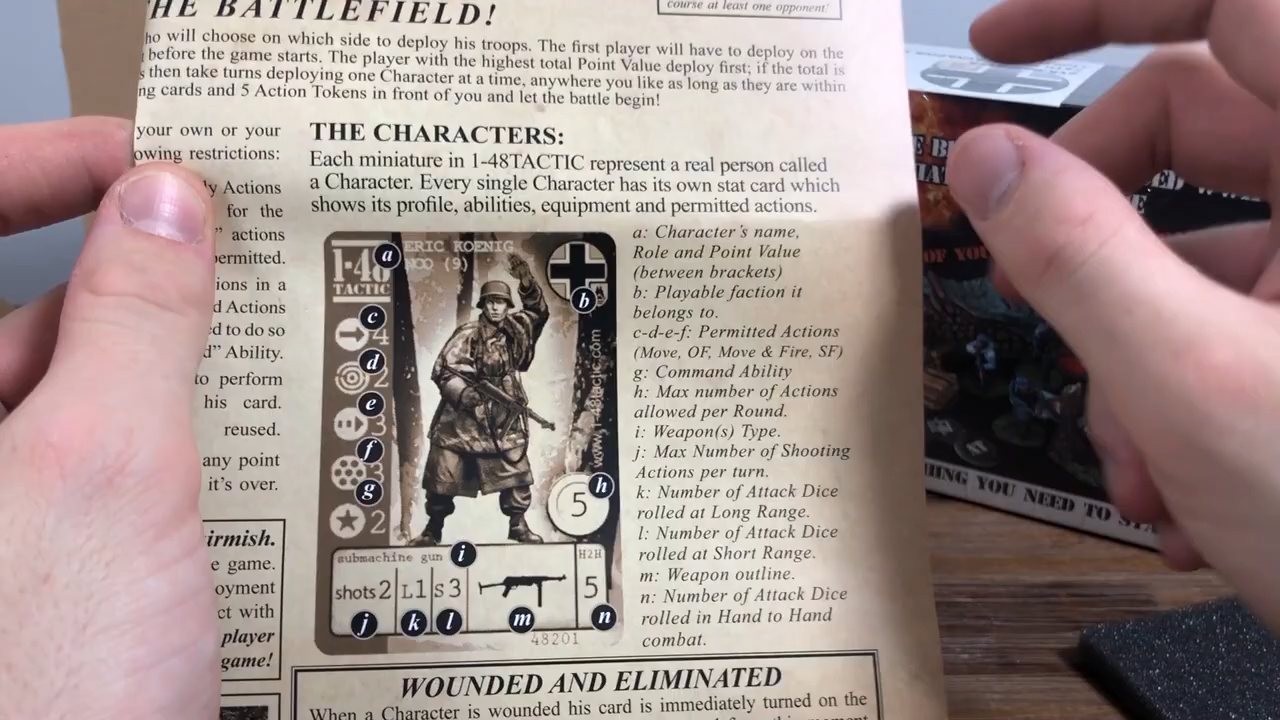 HE BATTLEFIELD!
course at least one opponent!
ho will choose on which side to deploy his troops. The first player will have to deploy on the
before the game starts. The player with the highest total Point Value deploy first; if the total is
s then take turns deploying one Character at a time, anywhere you like as long as they are within
ng cards and 5 Action Tokens in front of you and let the battle begin!
your own or your
owing restrictions:
ly Actions
for the
" actions
permitted.
ions in a
d Actions
ed to do so
d" Ability.
to perform
his card.
reused.
any point
it's over.
irmish.
e game.
oyment
ct with
player
game!
THE CHARACTERS:
Each miniature in 1-48TACTIC represent a real person called
a Character. Every single Character has its own stat card which
shows its profile, abilities, equipment and permitted actions.
1-48
TACTIC
a
ERIC KOENIG
NCO (9)
b
c
4
d
2
e
3
f
3
g
2
www.1-48tactic.com
h
5
submachine gun
i
H2H
shots 2
L1
S 3
5
j
k
l
m
n
48201
a: Character's name,
Role and Point Value
(between brackets)
b: Playable faction it
belongs to.
c-d-e-f: Permitted Actions
(Move, OF, Move & Fire, SF)
g: Command Ability
h: Max number of Actions
allowed per Round.
i: Weapon(s) Type.
j: Max Number of Shooting
Actions per turn.
k: Number of Attack Dice
rolled at Long Range.
l: Number of Attack Dice
rolled at Short Range.
m: Weapon outline.
n: Number of Attack Dice
rolled in Hand to Hand
combat.
WOUNDED AND ELIMINATED
When a Character is wounded his card is immediately turned on the
OF YOU
HING YOU NEED TO